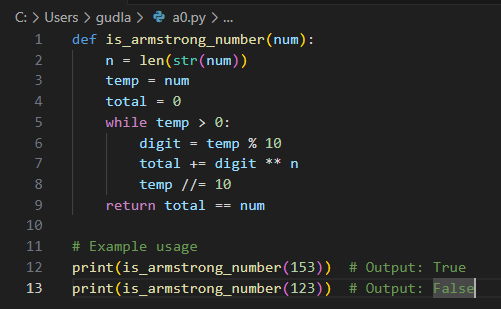 C: > Users > gudla > a0.py > ...
1 def is_armstrong_number(num):
2     n = len(str(num))
3     temp = num
4     total = 0
5     while temp > 0:
6         digit = temp % 10
7         total += digit ** n
8         temp //= 10
9     return total == num
10
11 # Example usage
12 print(is_armstrong_number(153))  # Output: True
13 print(is_armstrong_number(123))  # Output: False